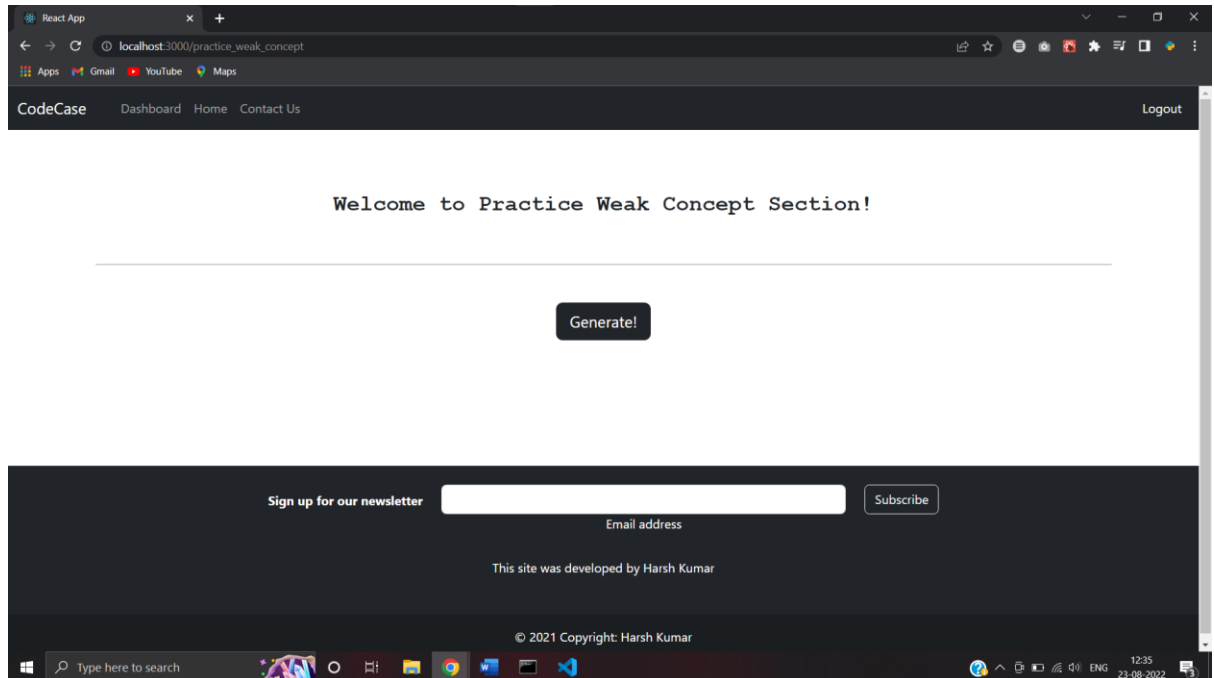 React App
localhost:3000/practice_weak_concept
Apps Gmail YouTube Maps
CodeCase Dashboard Home Contact Us Logout
Welcome to Practice Weak Concept Section!
Generate!
Sign up for our newsletter Subscribe
Email address
This site was developed by Harsh Kumar
© 2021 Copyright: Harsh Kumar
Type here to search ENG 12:35
23-08-2022 3